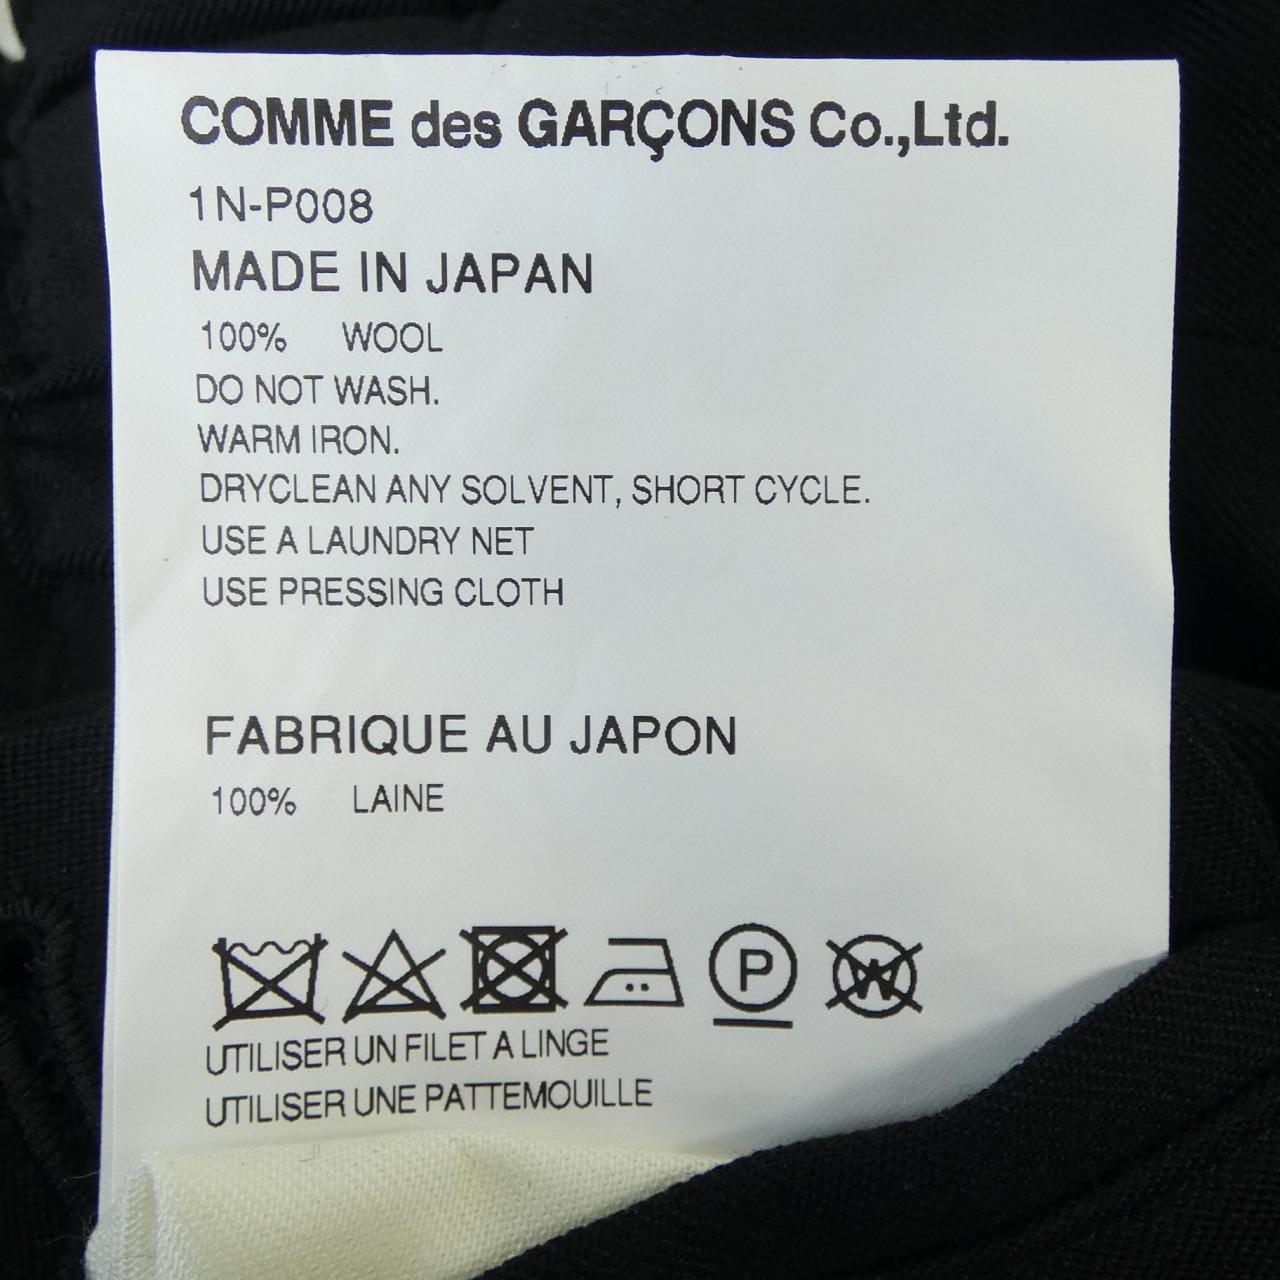 COMME des GARÇONS Co.,Ltd.
1N-P008
MADE IN JAPAN
100% WOOL
DO NOT WASH.
WARM IRON.
DRYCLEAN ANY SOLVENT, SHORT CYCLE.
USE A LAUNDRY NET
USE PRESSING CLOTH
FABRIQUE AU JAPON
100% LAINE
P W
UTILISER UN FILET A LINGE
UTILISER UNE PATTEMOUILLE